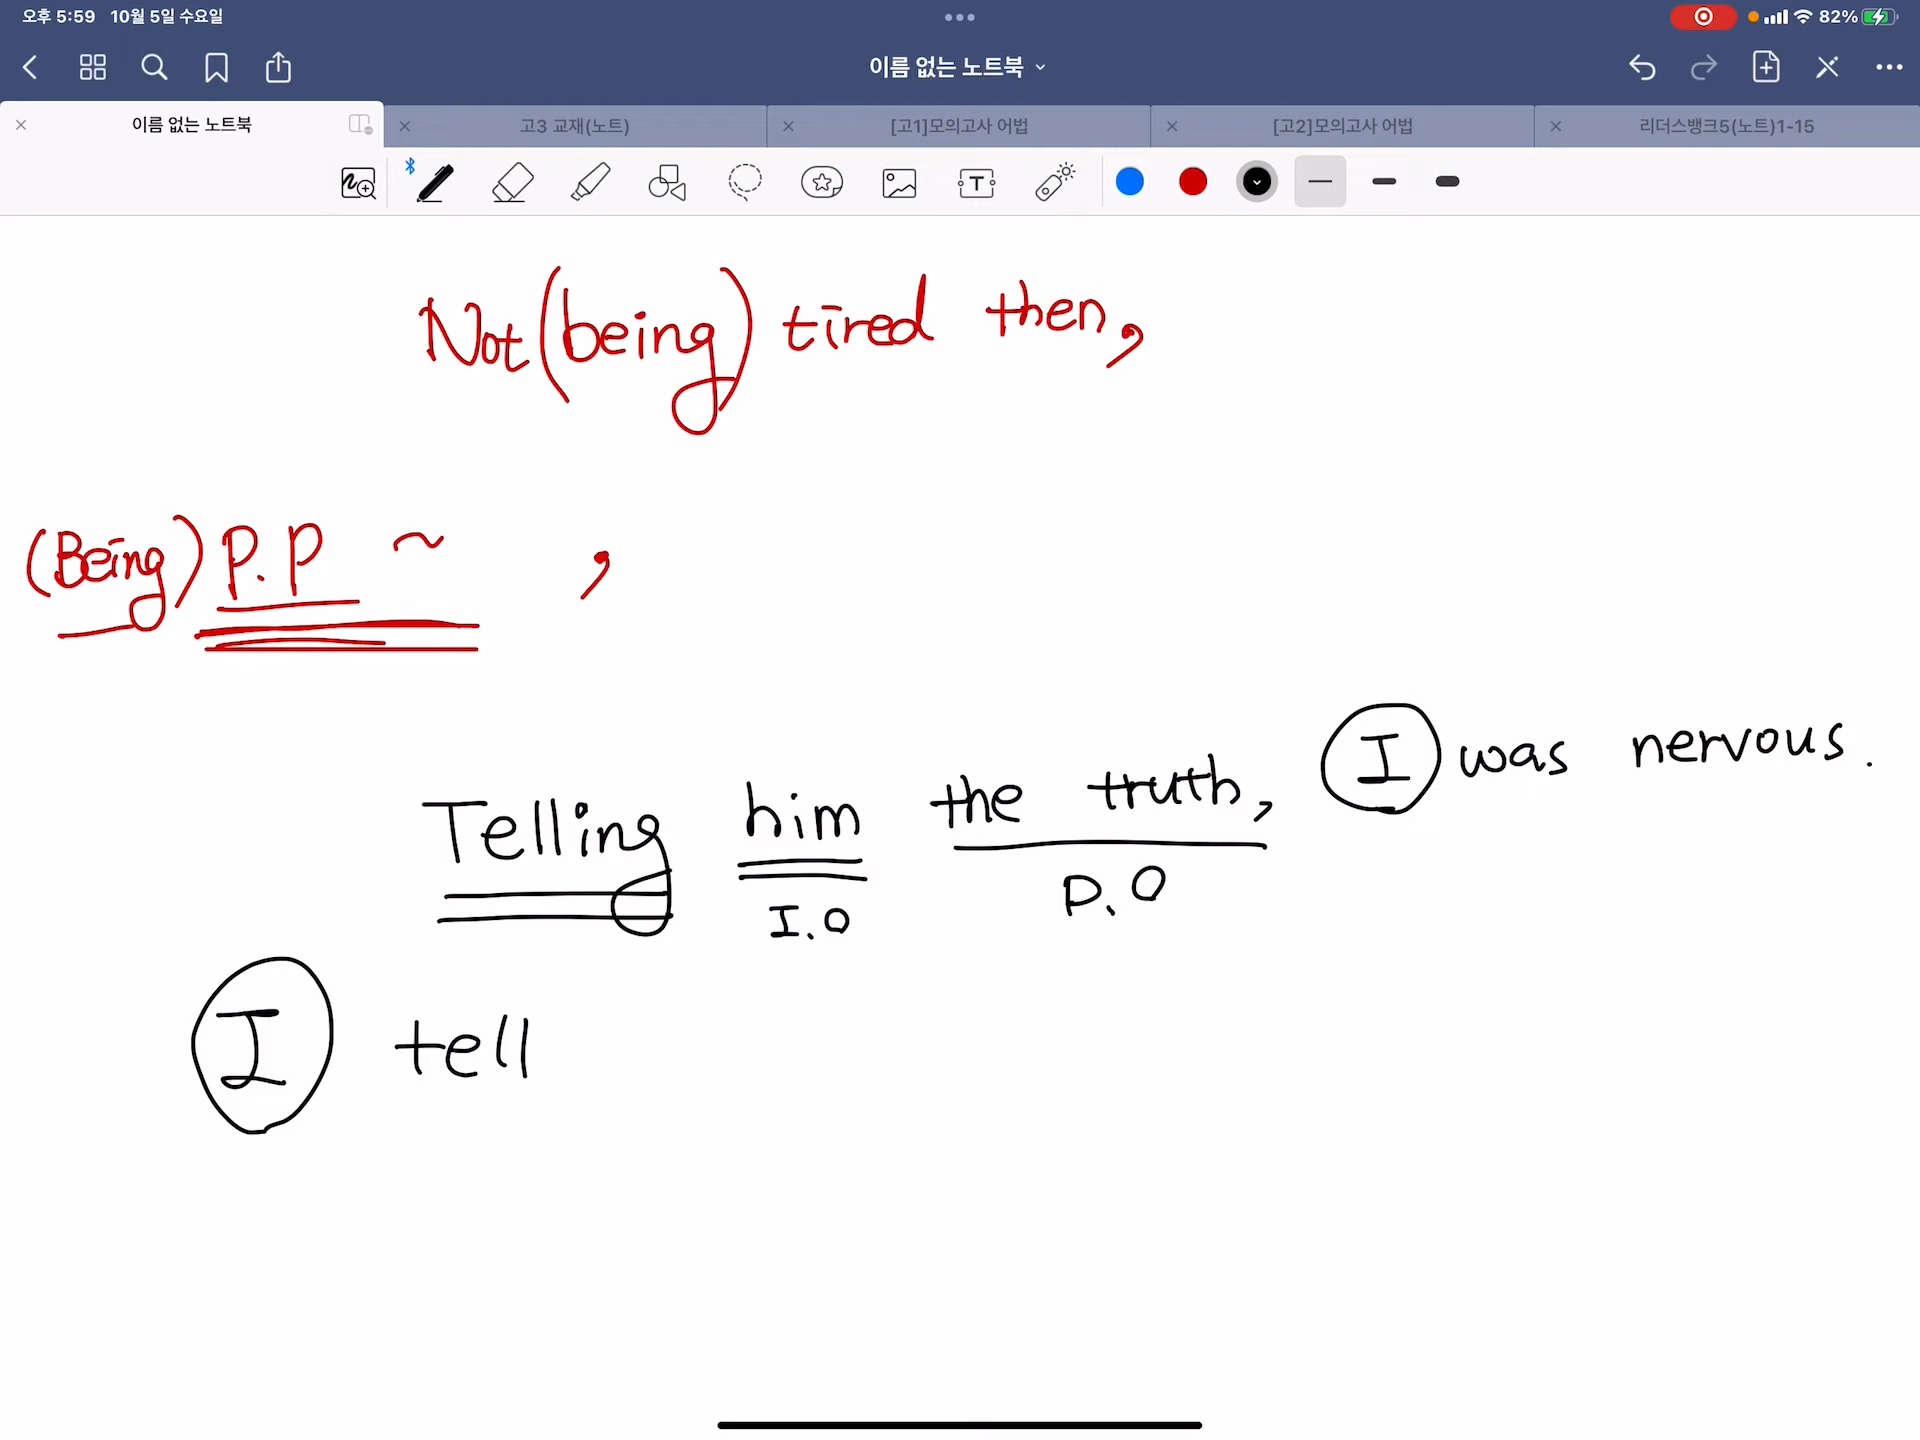 오후 5:59 10월 5일 수요일 82%
이름 없는 노트북
이름 없는 노트북 고3 교재(노트) [고1]모의고사 어법 [고2]모의고사 어법 리더스뱅크5(노트)1-15
Not (being) tired then,
(Being) P.P ~ ,
Telling him the truth, I was nervous.
I.O D.O
I tell